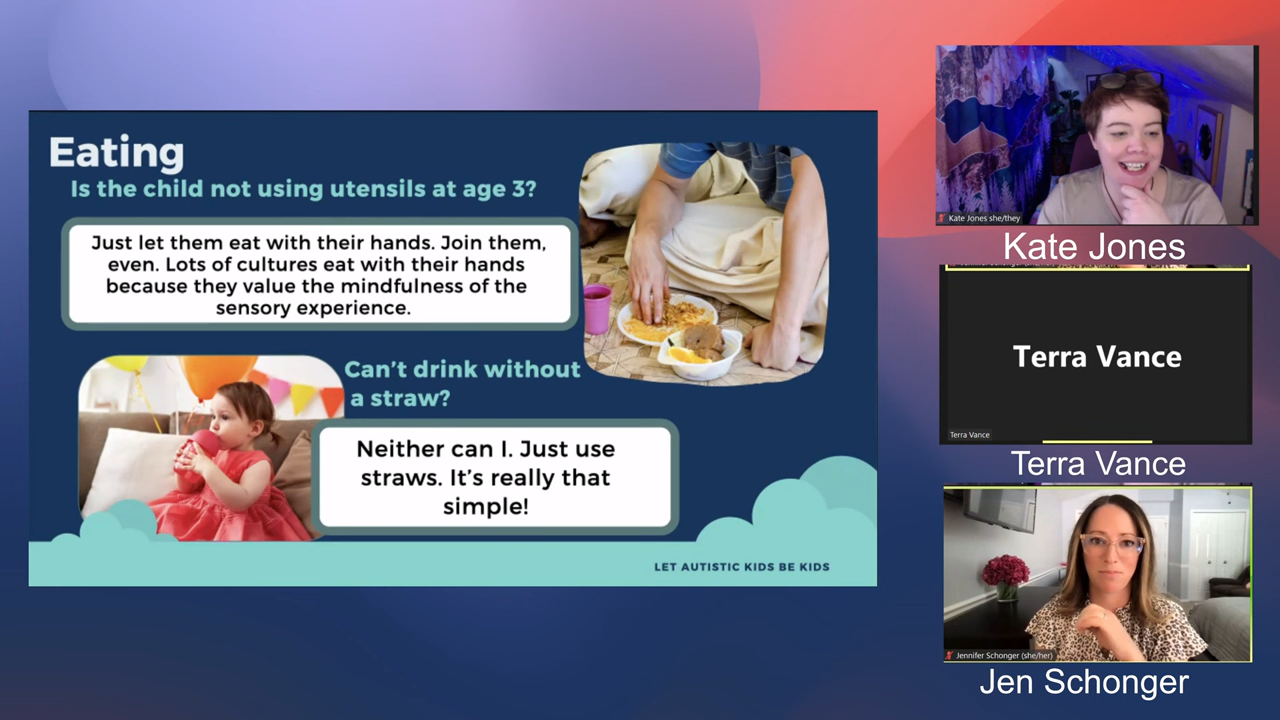 Eating
Is the child not using utensils at age 3?
Just let them eat with their hands. Join them,
even. Lots of cultures eat with their hands
because they value the mindfulness of the
sensory experience.
Can't drink without
a straw?
Neither can I. Just use
straws. It's really that
simple!
LET AUTISTIC KIDS BE KIDS
Kate Jones she/they
Kate Jones
Terra Vance
Terra Vance
Terra Vance
Jennifer Schonger (she/her)
Jen Schonger